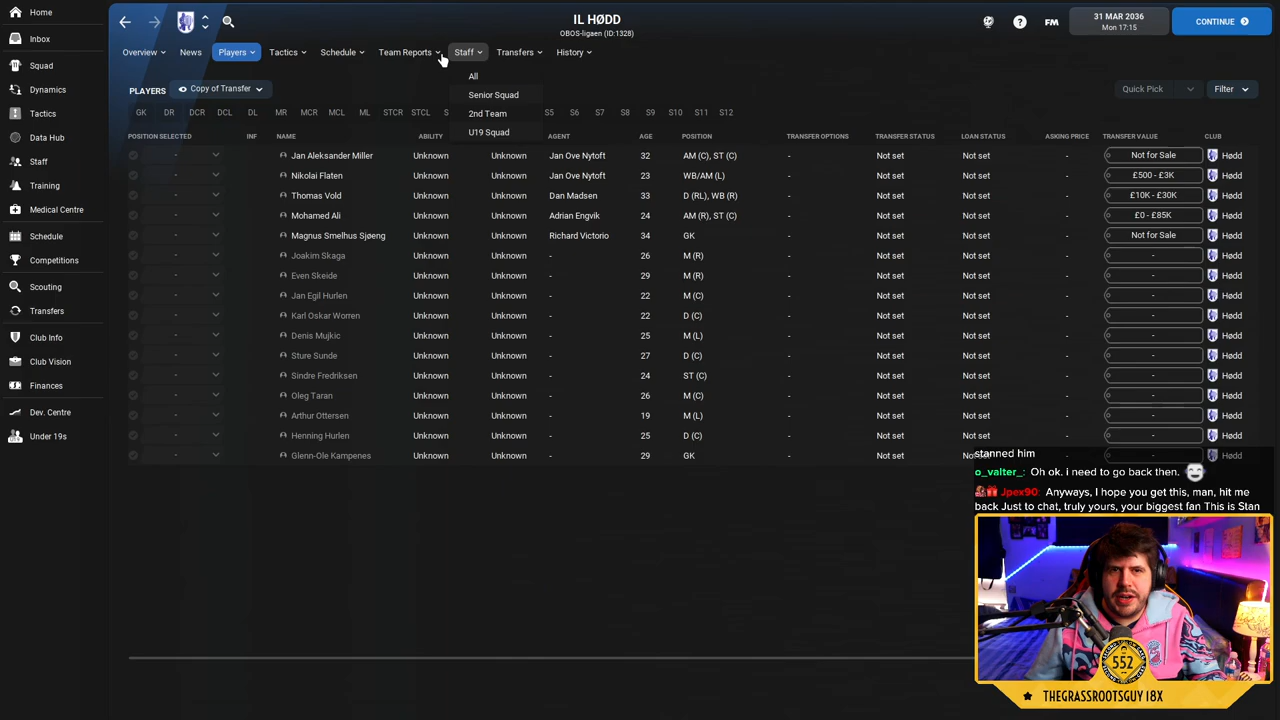 Home
Inbox
Squad
Dynamics
Tactics
Data Hub
Staff
Training
Medical Centre
Schedule
Competitions
Scouting
Transfers
Club Info
Club Vision
Finances
Dev. Centre
Under 19s
IL HØDD
OBOS-ligaen (ID:1328)
FM
31 MAR 2036
MON 17:15
CONTINUE
Overview News Players Tactics Schedule Team Reports Staff Transfers History
All
Senior Squad
2nd Team
U19 Squad
PLAYERS Copy of Transfer Quick Pick Filter
GK DR DCR DCL DL MR MCR MCL ML STCR STCL S5 S6 S7 S8 S9 S10 S11 S12
POSITION SELECTED INF NAME ABILITY AGENT AGE POSITION TRANSFER OPTIONS TRANSFER STATUS LOAN STATUS ASKING PRICE TRANSFER VALUE CLUB
- Jan Aleksander Miller Unknown Unknown Jan Ove Nytoft 32 AM (C), ST (C) - Not set Not set - Not for Sale Hødd
- Nikolai Flaten Unknown Unknown Jan Ove Nytoft 23 WB/AM (L) - Not set Not set - £500 - £3K Hødd
- Thomas Vold Unknown Unknown Dan Madsen 33 D (RL), WB (R) - Not set Not set - £10K - £30K Hødd
- Mohamed Ali Unknown Unknown Adrian Engvik 24 AM (R), ST (C) - Not set Not set - £0 - £85K Hødd
- Magnus Smelhus Sjøeng Unknown Unknown Richard Victorio 34 GK - Not set Not set - Not for Sale Hødd
- Joakim Skaga Unknown Unknown - 26 M (R) - Not set Not set - - Hødd
- Even Skeide Unknown Unknown - 29 M (R) - Not set Not set - - Hødd
- Jan Egil Hurlen Unknown Unknown - 22 M (C) - Not set Not set - - Hødd
- Karl Oskar Worren Unknown Unknown - 22 D (C) - Not set Not set - - Hødd
- Denis Mujkic Unknown Unknown - 25 M (L) - Not set Not set - - Hødd
- Sture Sunde Unknown Unknown - 27 D (C) - Not set Not set - - Hødd
- Sindre Fredriksen Unknown Unknown - 24 ST (C) - Not set Not set - - Hødd
- Oleg Taran Unknown Unknown - 26 M (C) - Not set Not set - - Hødd
- Arthur Ottersen Unknown Unknown - 19 M (L) - Not set Not set - - Hødd
- Henning Hurlen Unknown Unknown - 25 D (C) - Not set Not set - - Hødd
- Glenn-Ole Kampenes Unknown Unknown - 29 GK - Not set Not set - - Hødd
stanned him
o_valter_: Oh ok. i need to go back then.
Jpex90: Anyways, I hope you get this, man, hit me
back Just to chat, truly yours, your biggest fan This is Stan
552
THEGRASSROOTSGUY 18X